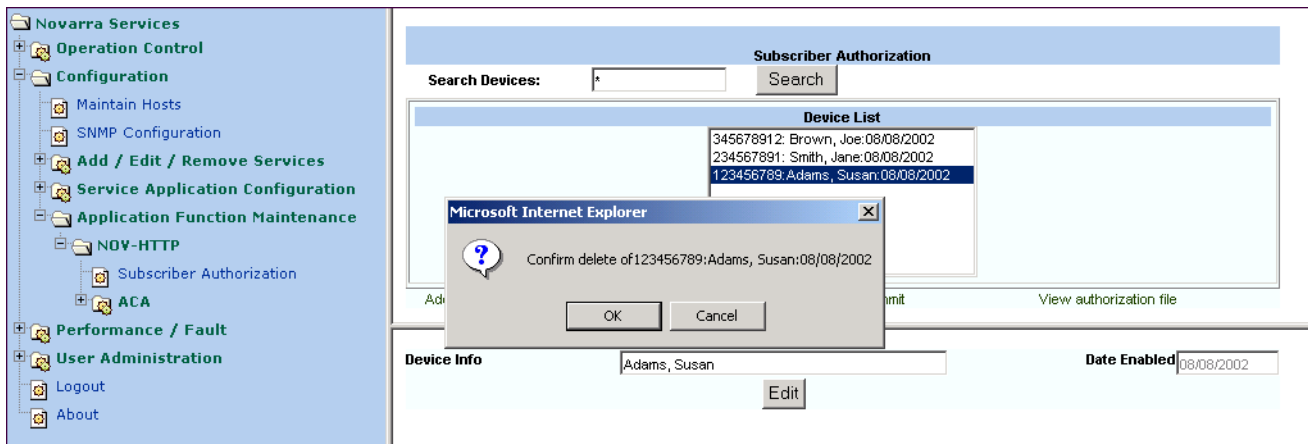 Novarra Services
Operation Control
Configuration
Maintain Hosts
SNMP Configuration
Add / Edit / Remove Services
Service Application Configuration
Application Function Maintenance
NOV-HTTP
Subscriber Authorization
ACA
Performance / Fault
User Administration
Logout
About
Subscriber Authorization
Search Devices: * Search
Device List
345678912: Brown, Joe:08/08/2002
234567891: Smith, Jane:08/08/2002
123456789:Adams, Susan:08/08/2002
Microsoft Internet Explorer
Confirm delete of123456789:Adams, Susan:08/08/2002
OK Cancel
View authorization file
Device Info Adams, Susan Date Enabled 08/08/2002
Edit